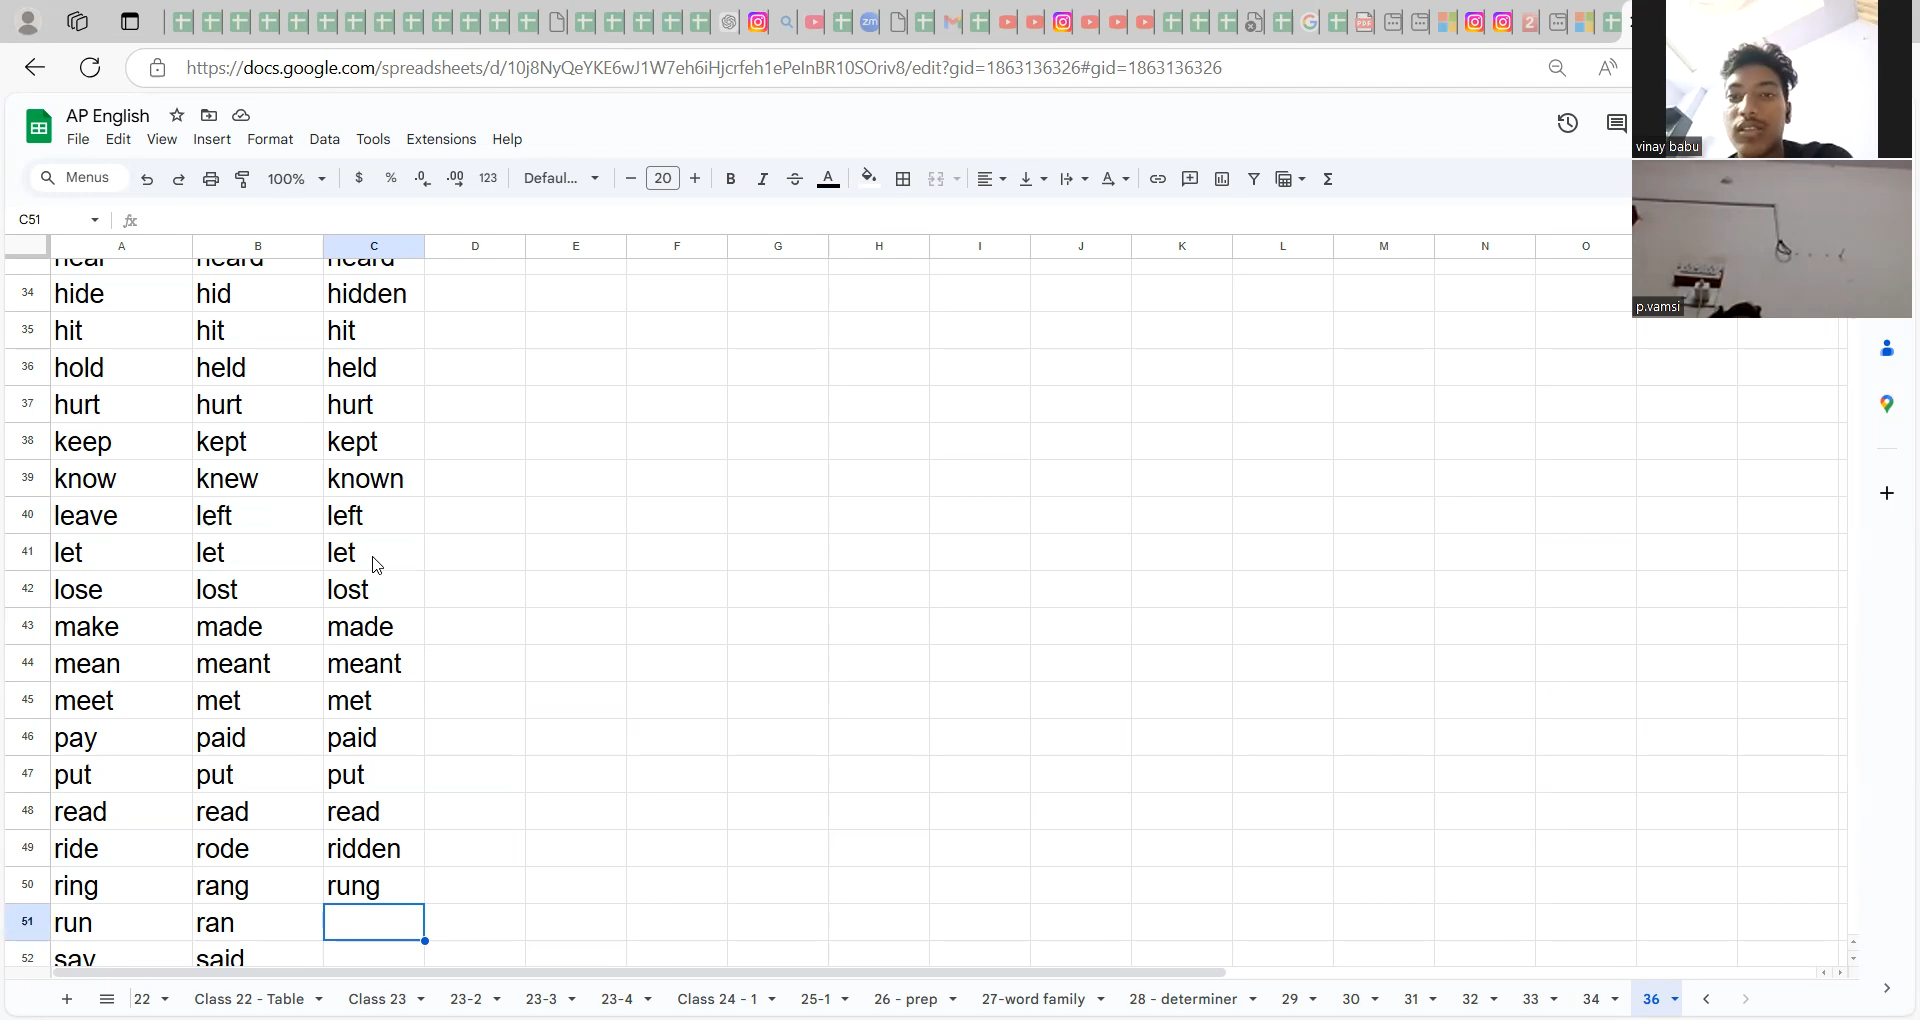 https://docs.google.com/spreadsheets/d/10j8NyQeYKE6wJ1W7eh6iHjcrfeh1ePeInBR10SOriv8/edit?gid=1863136326#gid=1863136326
AP English
File Edit View Insert Format Data Tools Extensions Help
Menus 100% $ % .0 .00 123 Defaul... 20 B I S A
C51 fx
A B C D E F G H I J K L M N O
hear heard heard
34 hide hid hidden
35 hit hit hit
36 hold held held
37 hurt hurt hurt
38 keep kept kept
39 know knew known
40 leave left left
41 let let let
42 lose lost lost
43 make made made
44 mean meant meant
45 meet met met
46 pay paid paid
47 put put put
48 read read read
49 ride rode ridden
50 ring rang rung
51 run ran
52 say said
22 Class 22 - Table Class 23 23-2 23-3 23-4 Class 24 - 1 25-1 26 - prep 27-word family 28 - determiner 29 30 31 32 33 34 36
vinay babu
p.vamsi